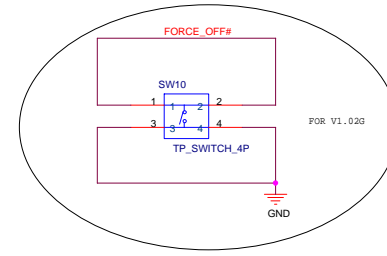 FORCE_OFF#
SW10
1 1 2 2
3 3 4 4
FOR V1.02G
TP_SWITCH_4P
GND